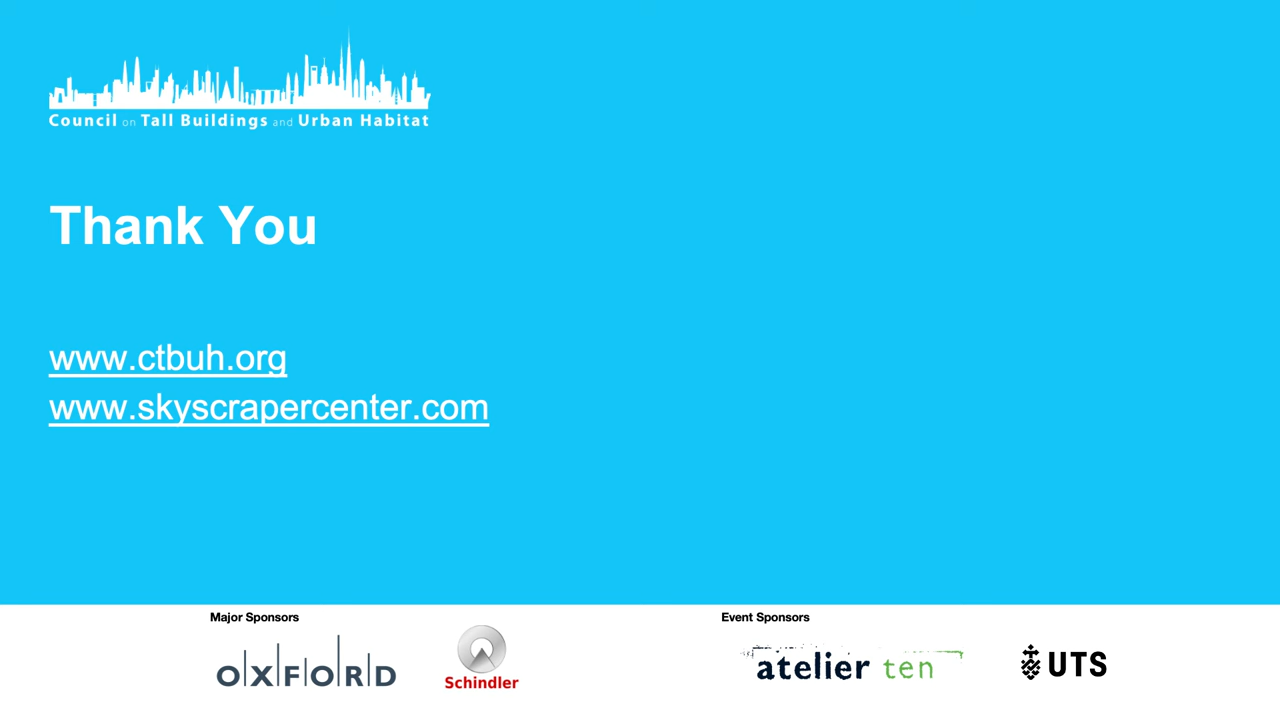 Council on Tall Buildings and Urban Habitat
Thank You
www.ctbuh.org
www.skyscrapercenter.com
Major Sponsors
Event Sponsors
OXFORD
Schindler
atelier ten
UTS